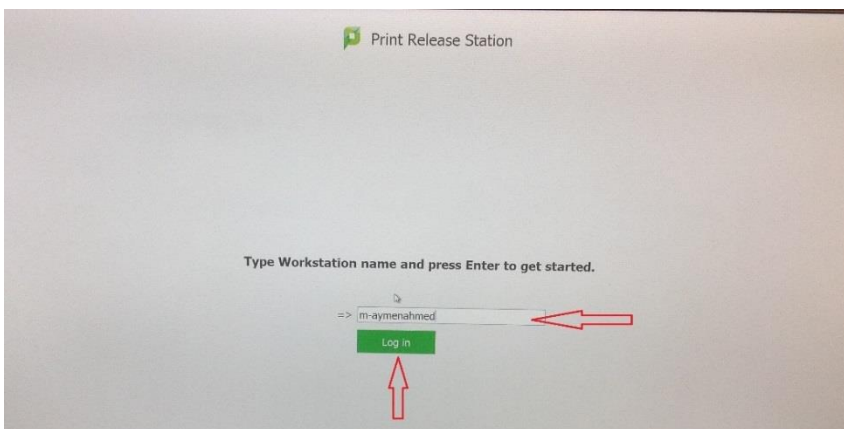 Print Release Station
Type Workstation name and press Enter to get started.
=> m-aymenahmed
Log in